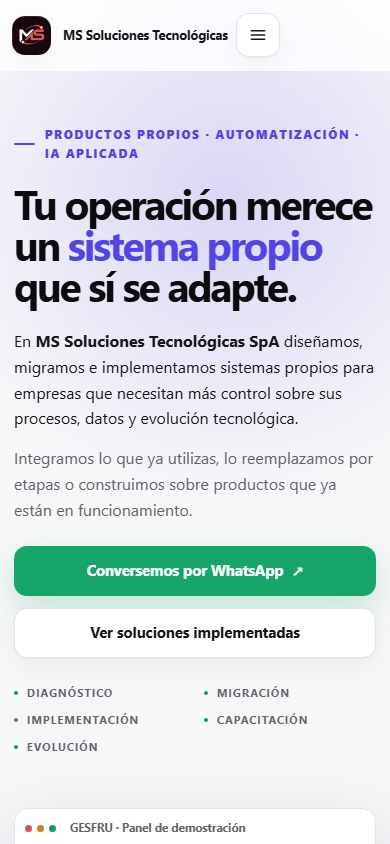 MS
MS Soluciones Tecnológicas
PRODUCTOS PROPIOS · AUTOMATIZACIÓN ·
IA APLICADA
Tu operación merece
un sistema propio
que sí se adapte.
En MS Soluciones Tecnológicas SpA diseñamos,
migramos e implementamos sistemas propios para
empresas que necesitan más control sobre sus
procesos, datos y evolución tecnológica.
Integramos lo que ya utilizas, lo reemplazamos por
etapas o construimos sobre productos que ya
están en funcionamiento.
Conversemos por WhatsApp ↗
Ver soluciones implementadas
DIAGNÓSTICO
MIGRACIÓN
IMPLEMENTACIÓN
CAPACITACIÓN
EVOLUCIÓN
GESFRU · Panel de demostración